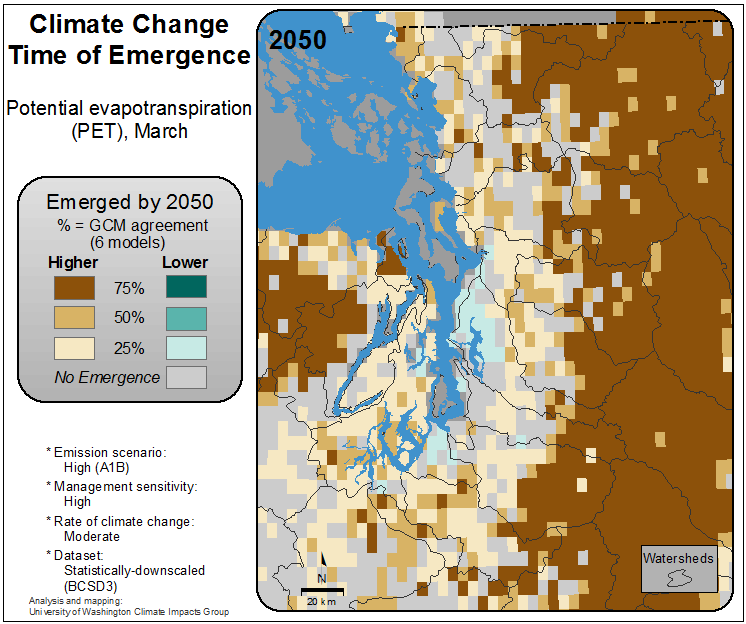 Climate Change
Time of Emergence
Potential evapotranspiration
(PET), March
Emerged by 2050
% = GCM agreement
(6 models)
Higher Lower
75%
50%
25%
No Emergence
* Emission scenario:
High (A1B)
* Management sensitivity:
High
* Rate of climate change:
Moderate
* Dataset:
Statistically-downscaled
(BCSD3)
Analysis and mapping:
University of Washington Climate Impacts Group
2050
N
20 km
Watersheds